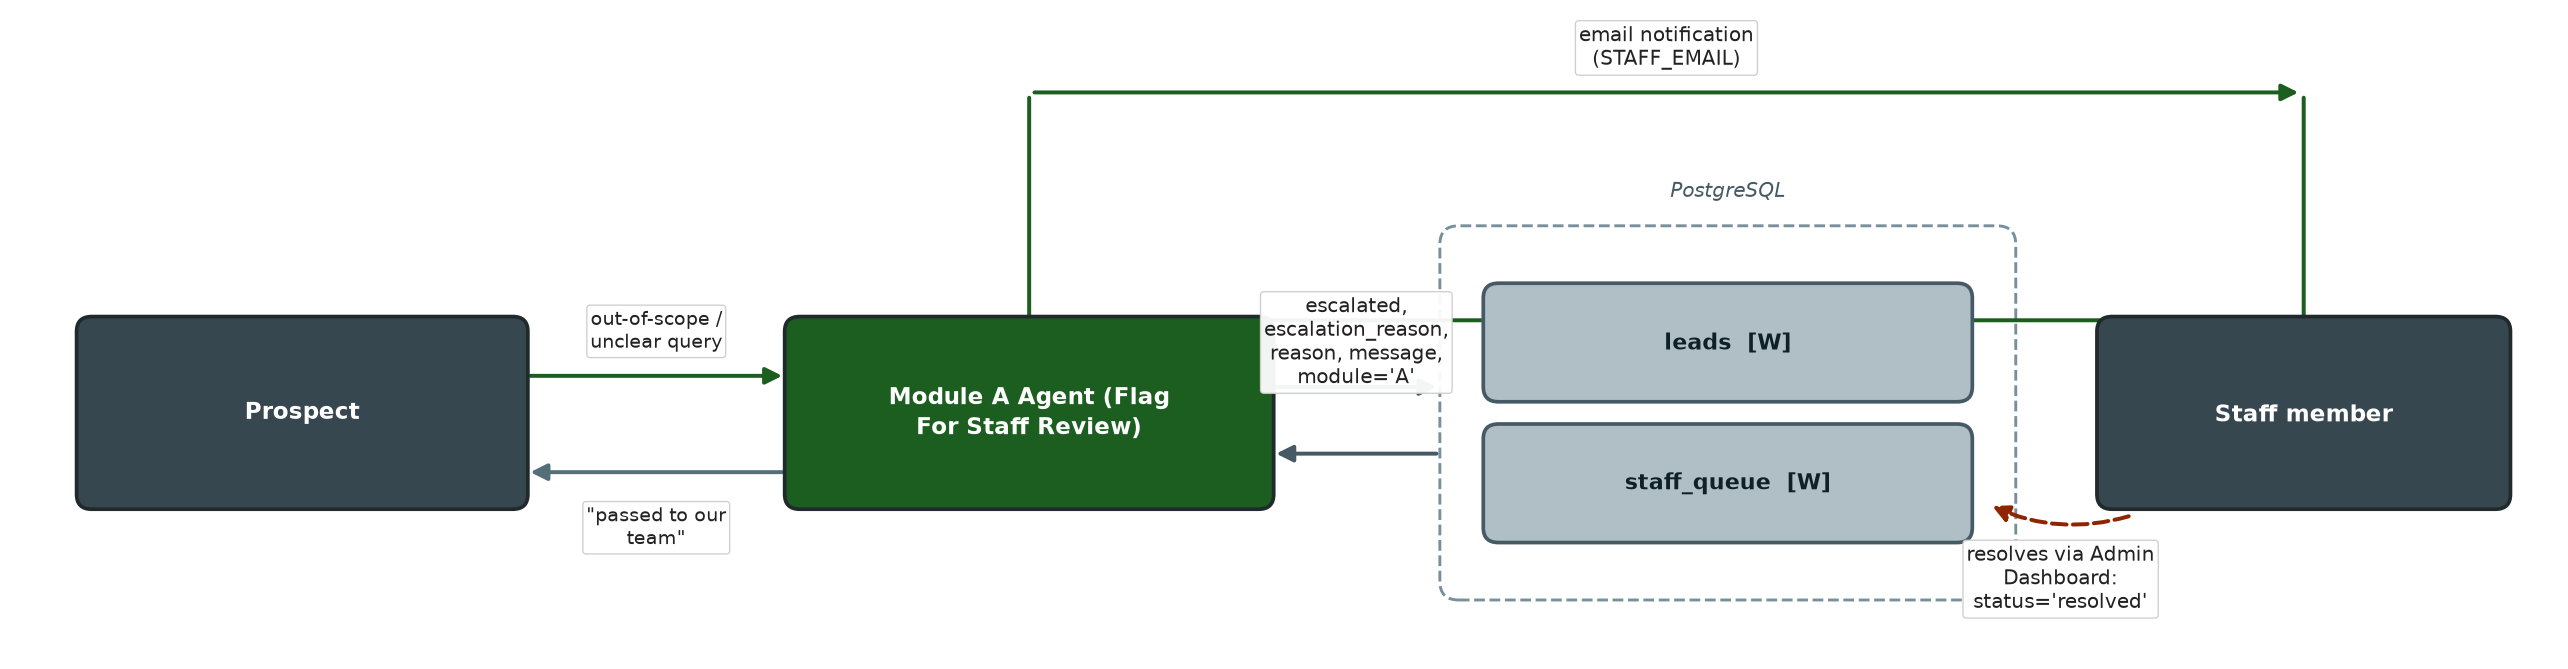 email notification
(STAFF_EMAIL)
PostgreSQL
out-of-scope /
unclear query
escalated,
escalation_reason,
reason, message,
module='A'
leads [W]
Prospect
Module A Agent (Flag
For Staff Review)
Staff member
staff_queue [W]
"passed to our
team"
resolves via Admin
Dashboard:
status='resolved'